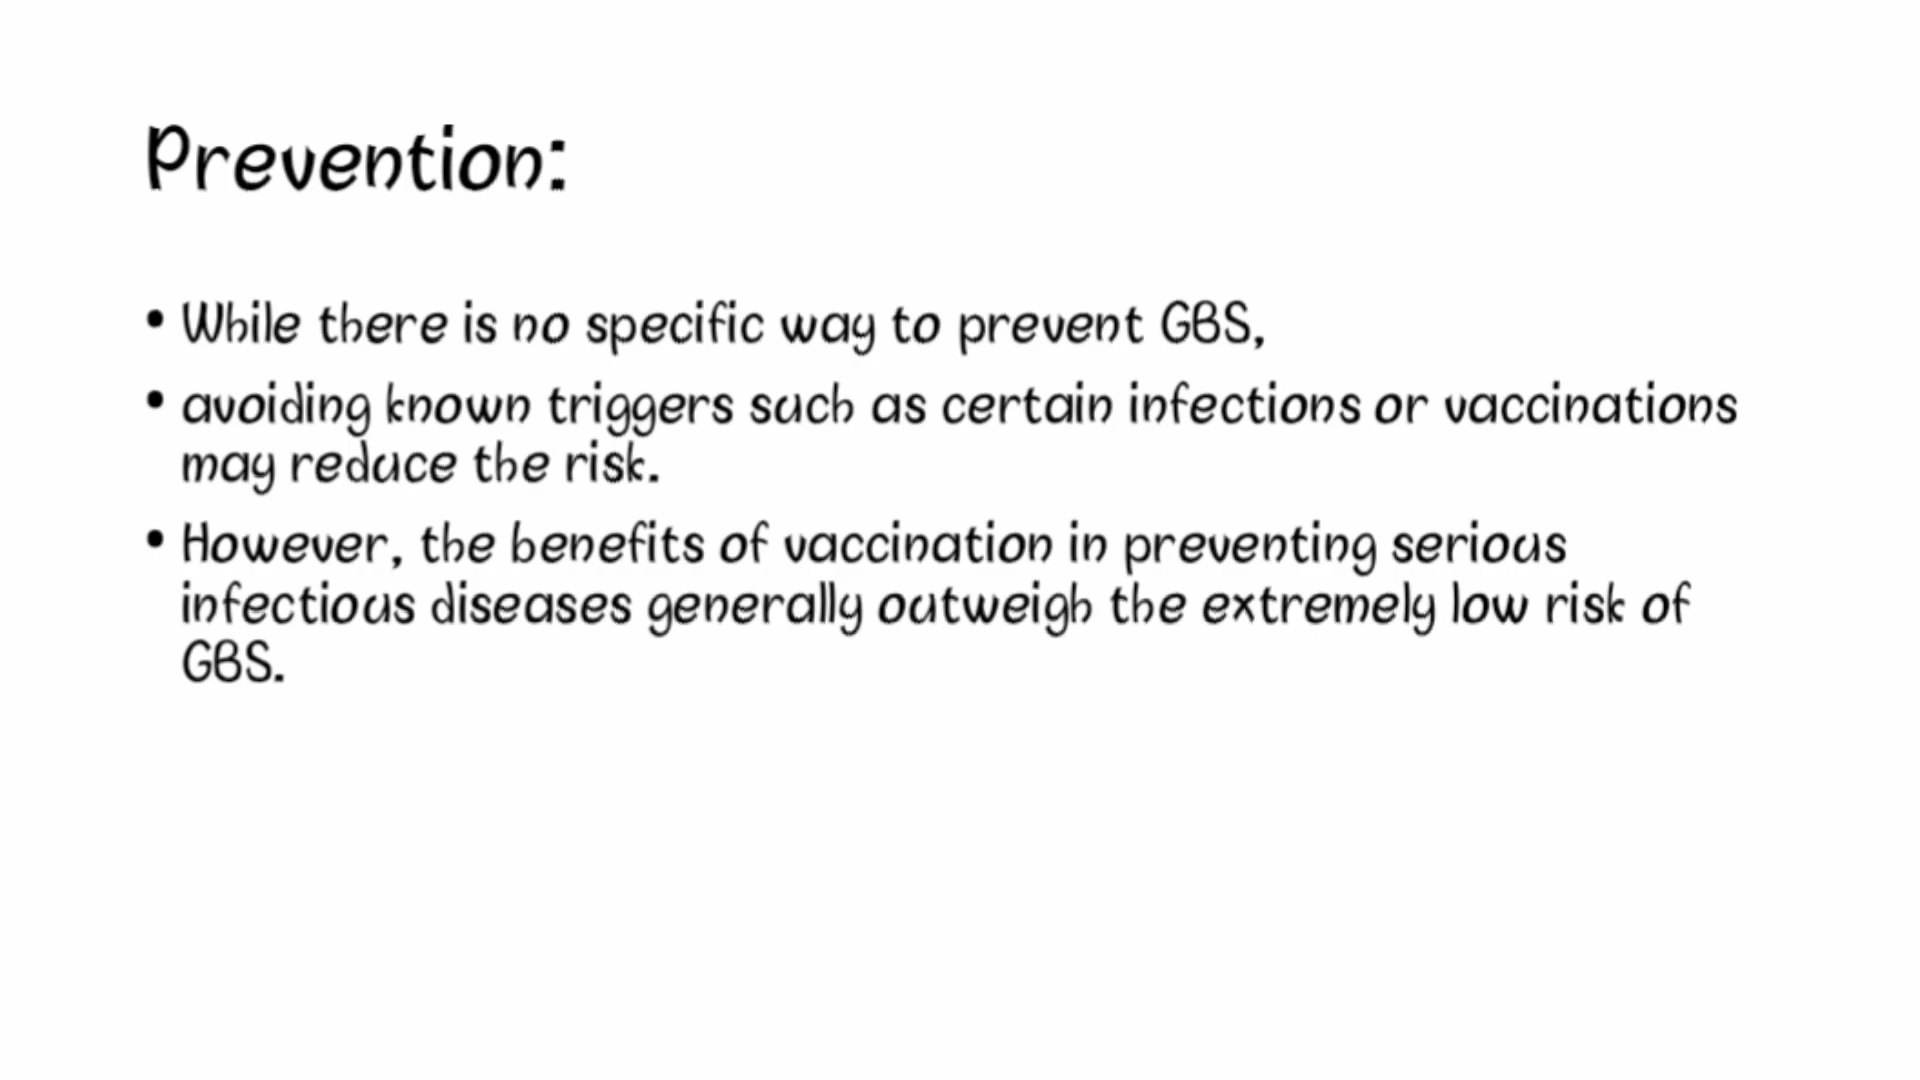 Prevention:
• While there is no specific way to prevent GBS,
• avoiding known triggers such as certain infections or vaccinations
may reduce the risk.
• However, the benefits of vaccination in preventing serious
infectious diseases generally outweigh the extremely low risk of
GBS.